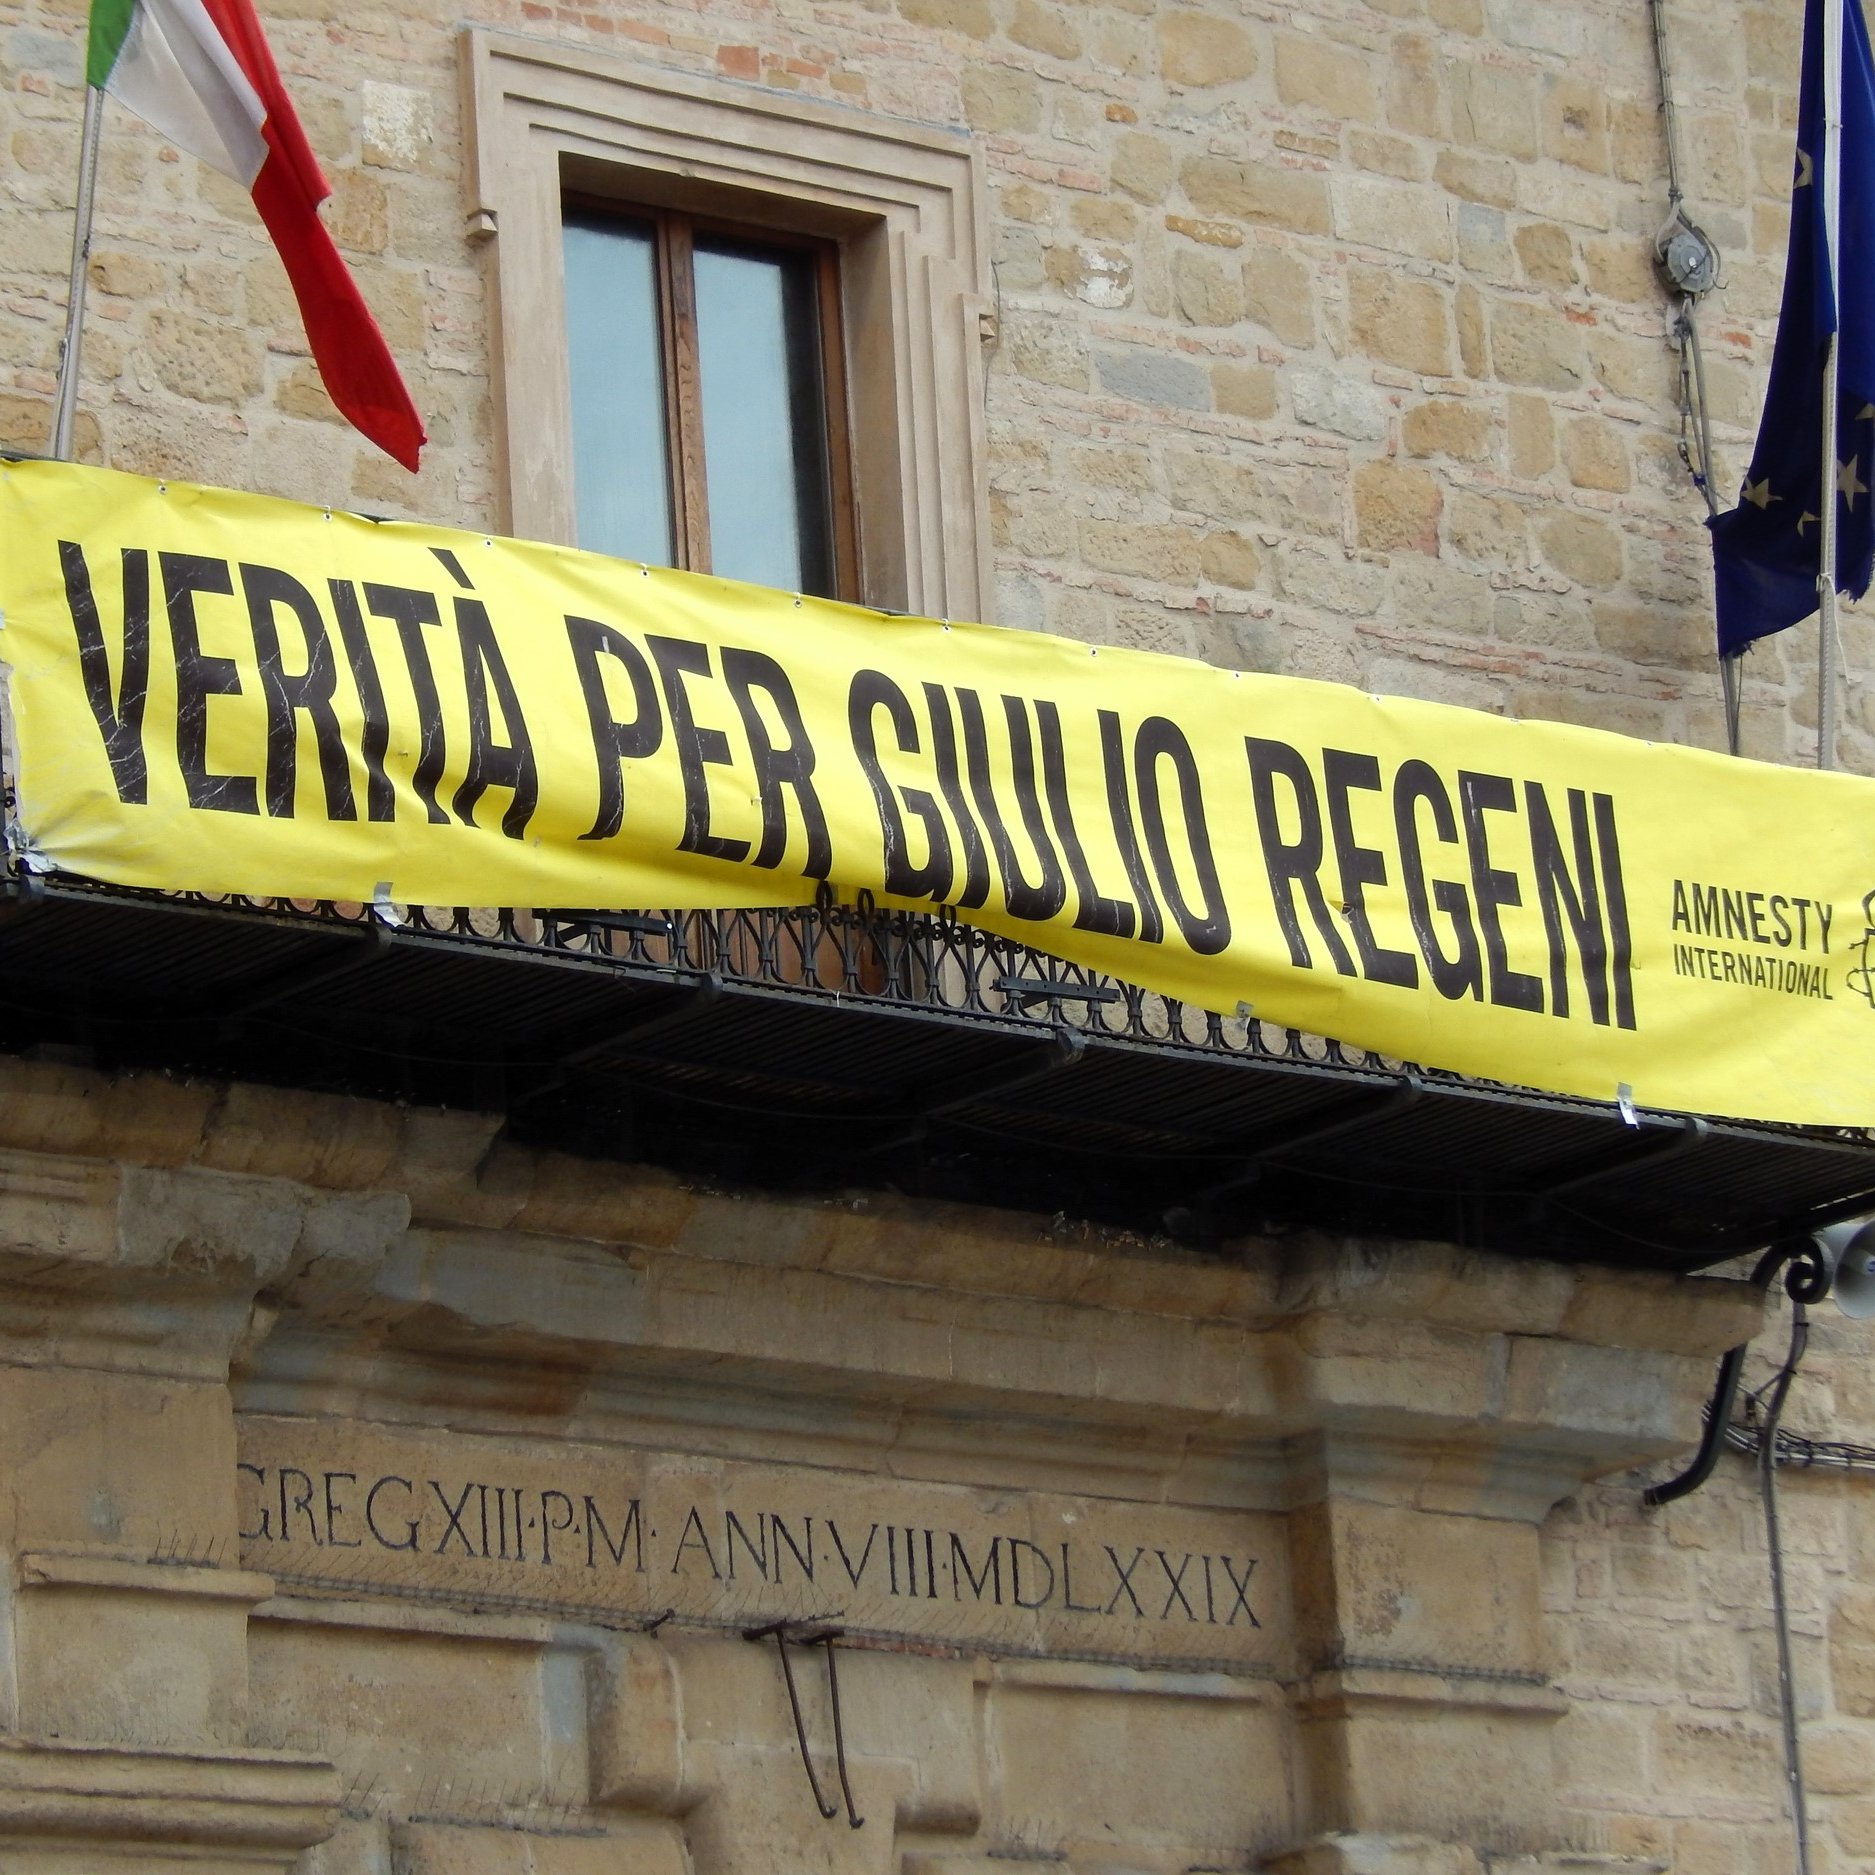 VERITÀ PER GIULIO REGENI
AMNESTY
INTERNATIONAL
GREG XIII·P·M· ANN·VIII·MDLXXIX